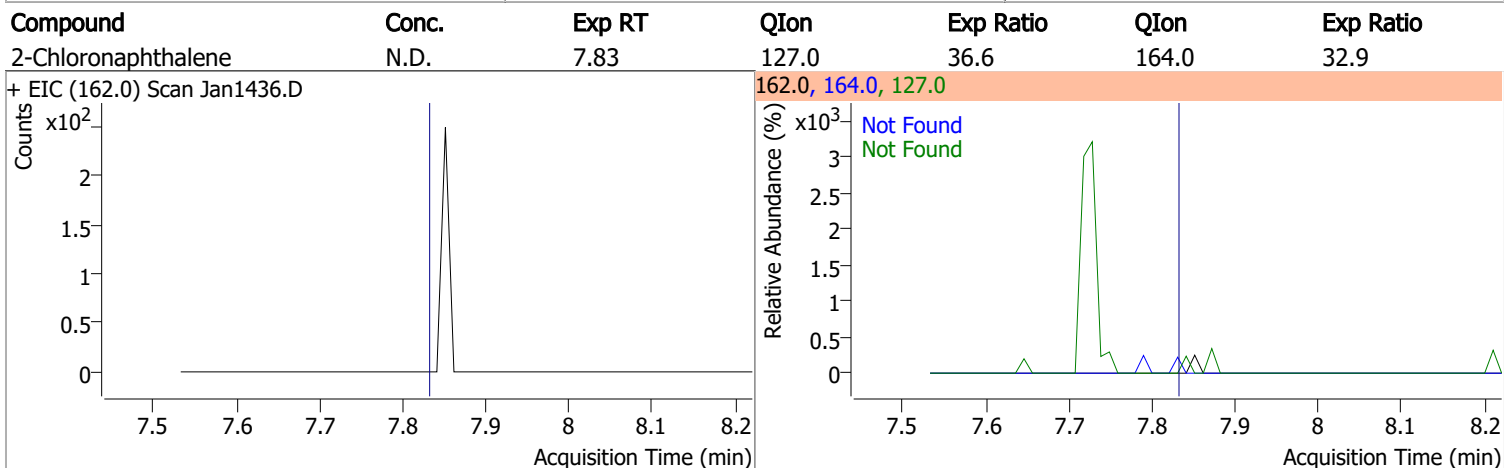 Compound Conc. Exp RT QIon Exp Ratio QIon Exp Ratio
2-Chloronaphthalene N.D. 7.83 127.0 36.6 164.0 32.9
+ EIC (162.0) Scan Jan1436.D
Counts
x10²
2
1.5
1
0.5
0
7.5 7.6 7.7 7.8 7.9 8 8.1 8.2
Acquisition Time (min)
162.0, 164.0, 127.0
Relative Abundance (%)
x10³
Not Found
Not Found
3
2.5
2
1.5
1
0.5
0
7.5 7.6 7.7 7.8 7.9 8 8.1 8.2
Acquisition Time (min)